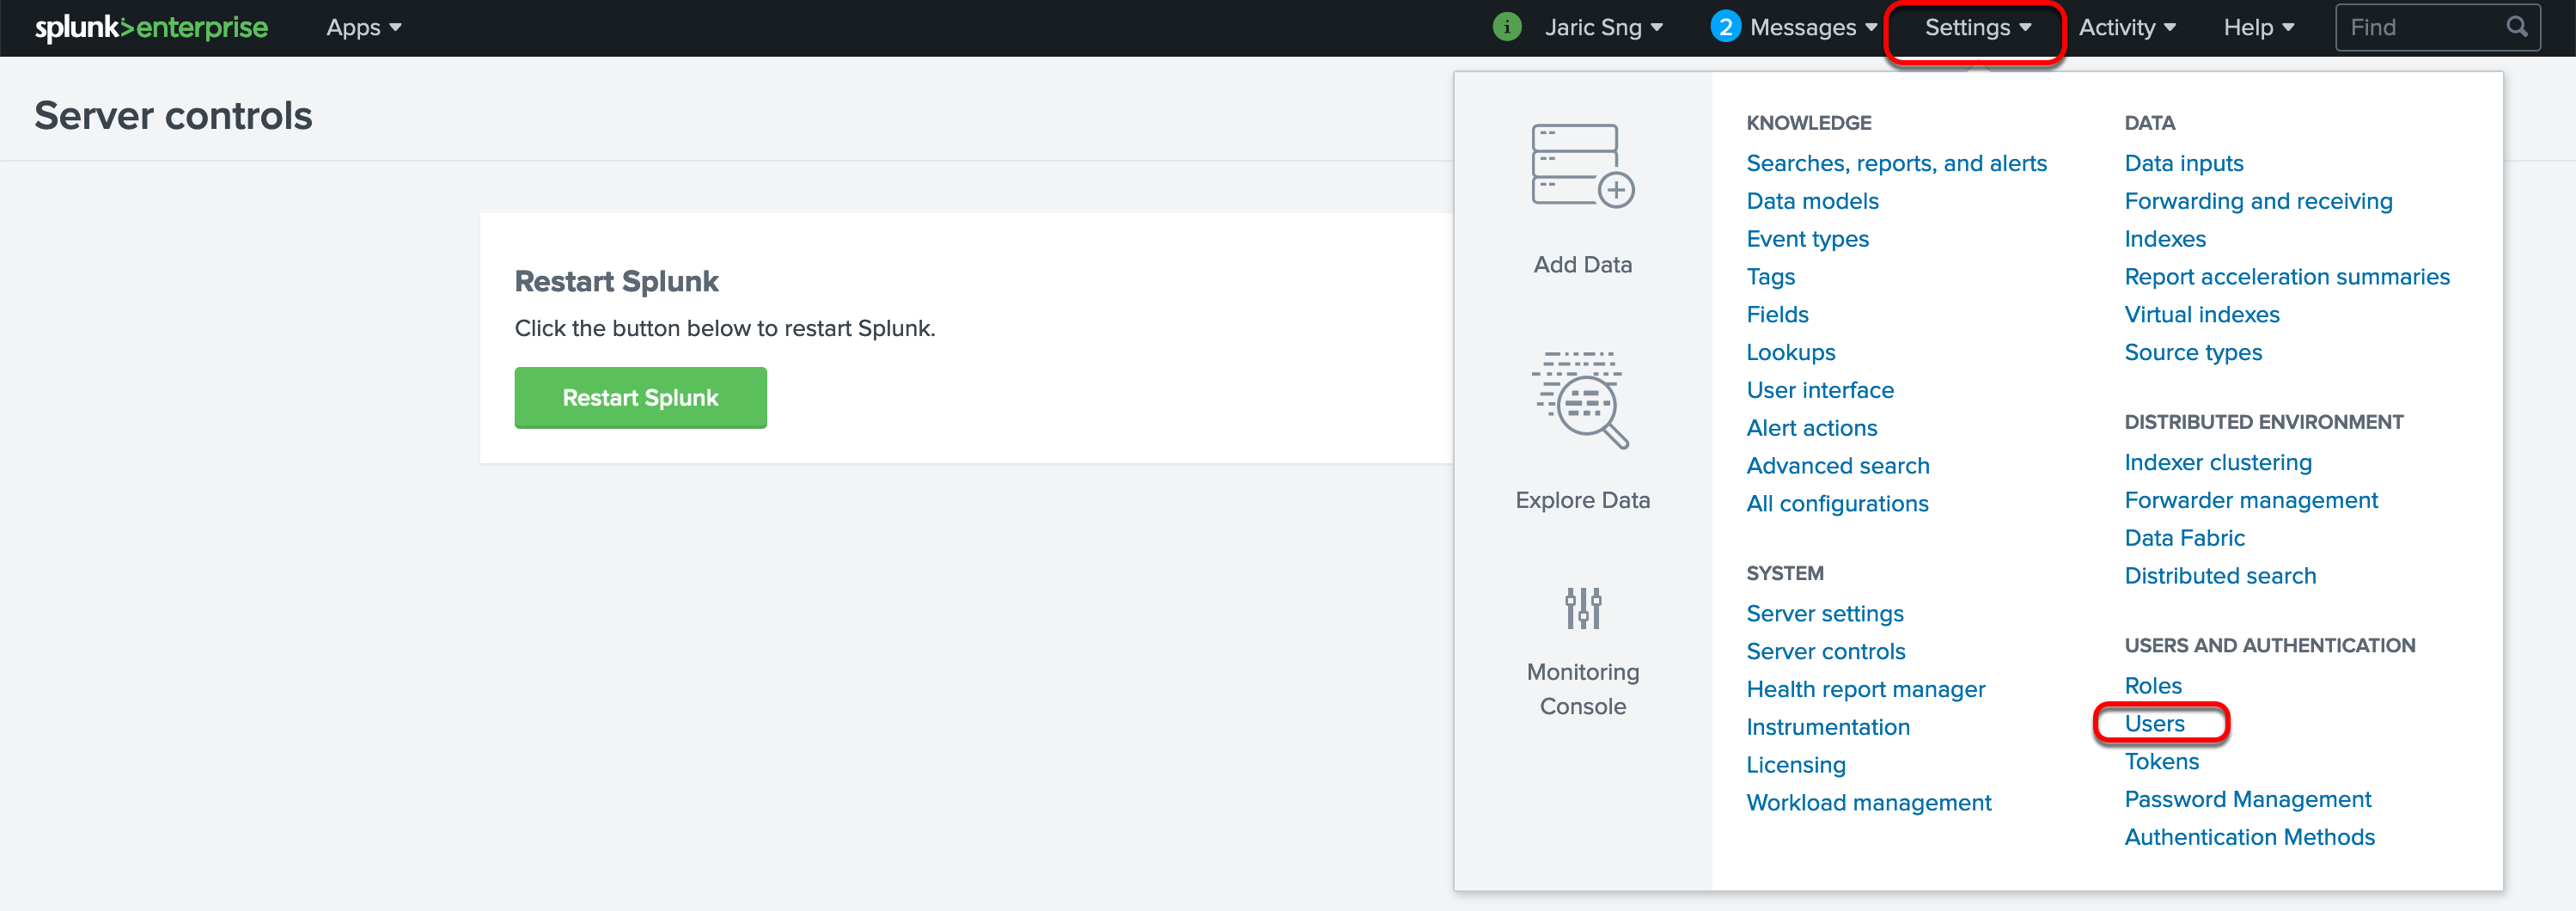 splunk>enterprise Apps i Jaric Sng 2 Messages Settings Activity Help Find
Server controls
Restart Splunk
Click the button below to restart Splunk.
Restart Splunk
Add Data
Explore Data
Monitoring
Console
KNOWLEDGE
Searches, reports, and alerts
Data models
Event types
Tags
Fields
Lookups
User interface
Alert actions
Advanced search
All configurations
SYSTEM
Server settings
Server controls
Health report manager
Instrumentation
Licensing
Workload management
DATA
Data inputs
Forwarding and receiving
Indexes
Report acceleration summaries
Virtual indexes
Source types
DISTRIBUTED ENVIRONMENT
Indexer clustering
Forwarder management
Data Fabric
Distributed search
USERS AND AUTHENTICATION
Roles
Users
Tokens
Password Management
Authentication Methods